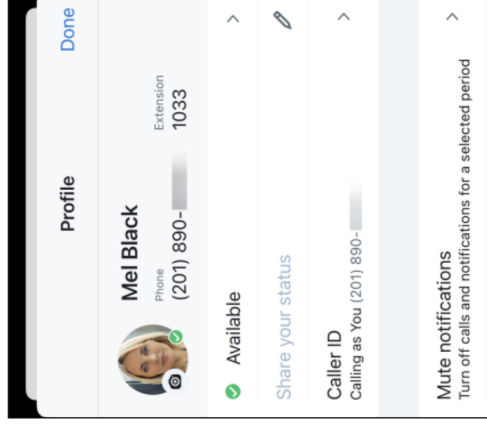 Profile
Done
Mel Black
Phone
(201) 890-
Extension
1033
Available
Share your status
Caller ID
Calling as You (201) 890-
Mute notifications
Turn off calls and notifications for a selected period